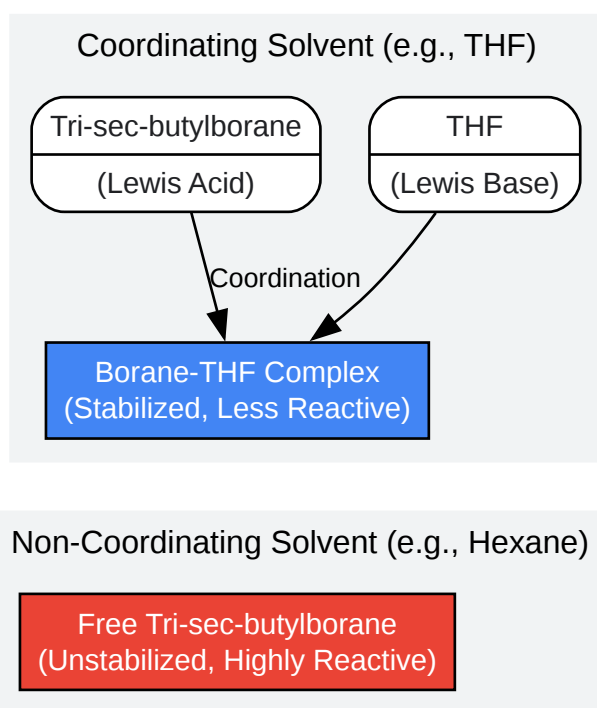 Coordinating Solvent (e.g., THF)
Tri-sec-butylborane
(Lewis Acid)
THF
(Lewis Base)
Coordination
Borane-THF Complex
(Stabilized, Less Reactive)
Non-Coordinating Solvent (e.g., Hexane)
Free Tri-sec-butylborane
(Unstabilized, Highly Reactive)